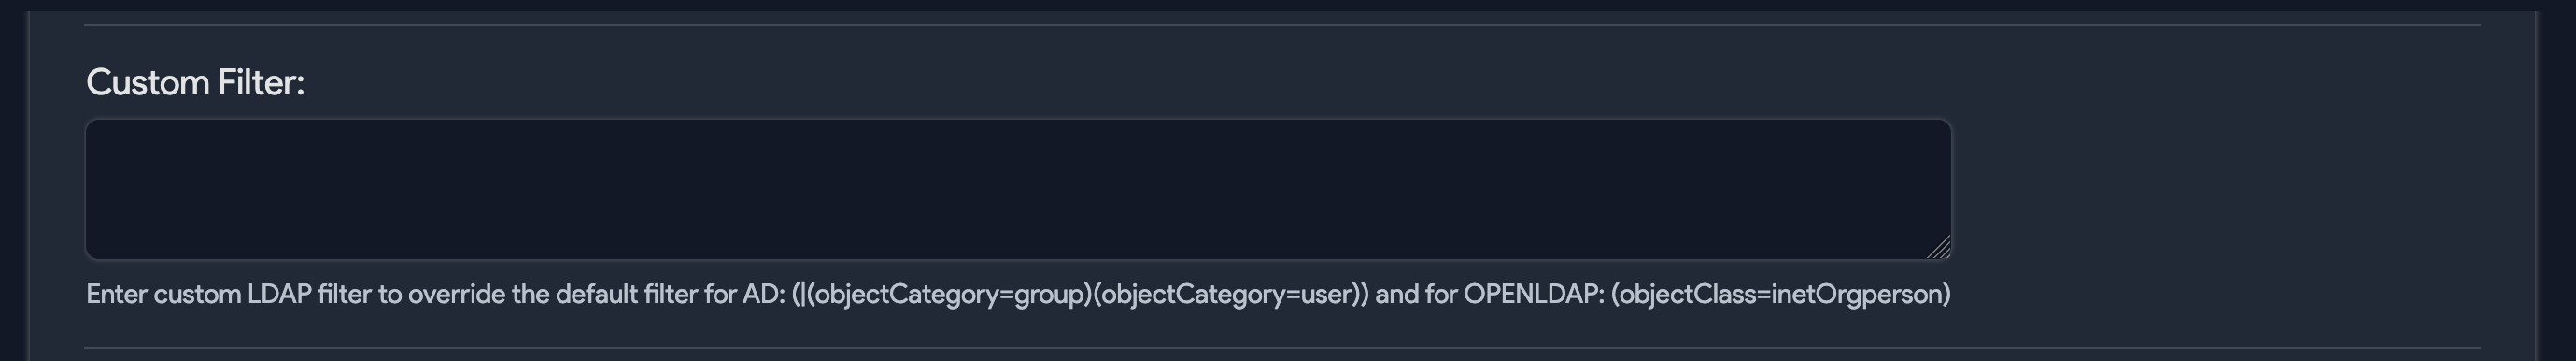 Custom Filter:
Enter custom LDAP filter to override the default filter for AD: (|(objectCategory=group)(objectCategory=user)) and for OPENLDAP: (objectClass=inetOrgperson)